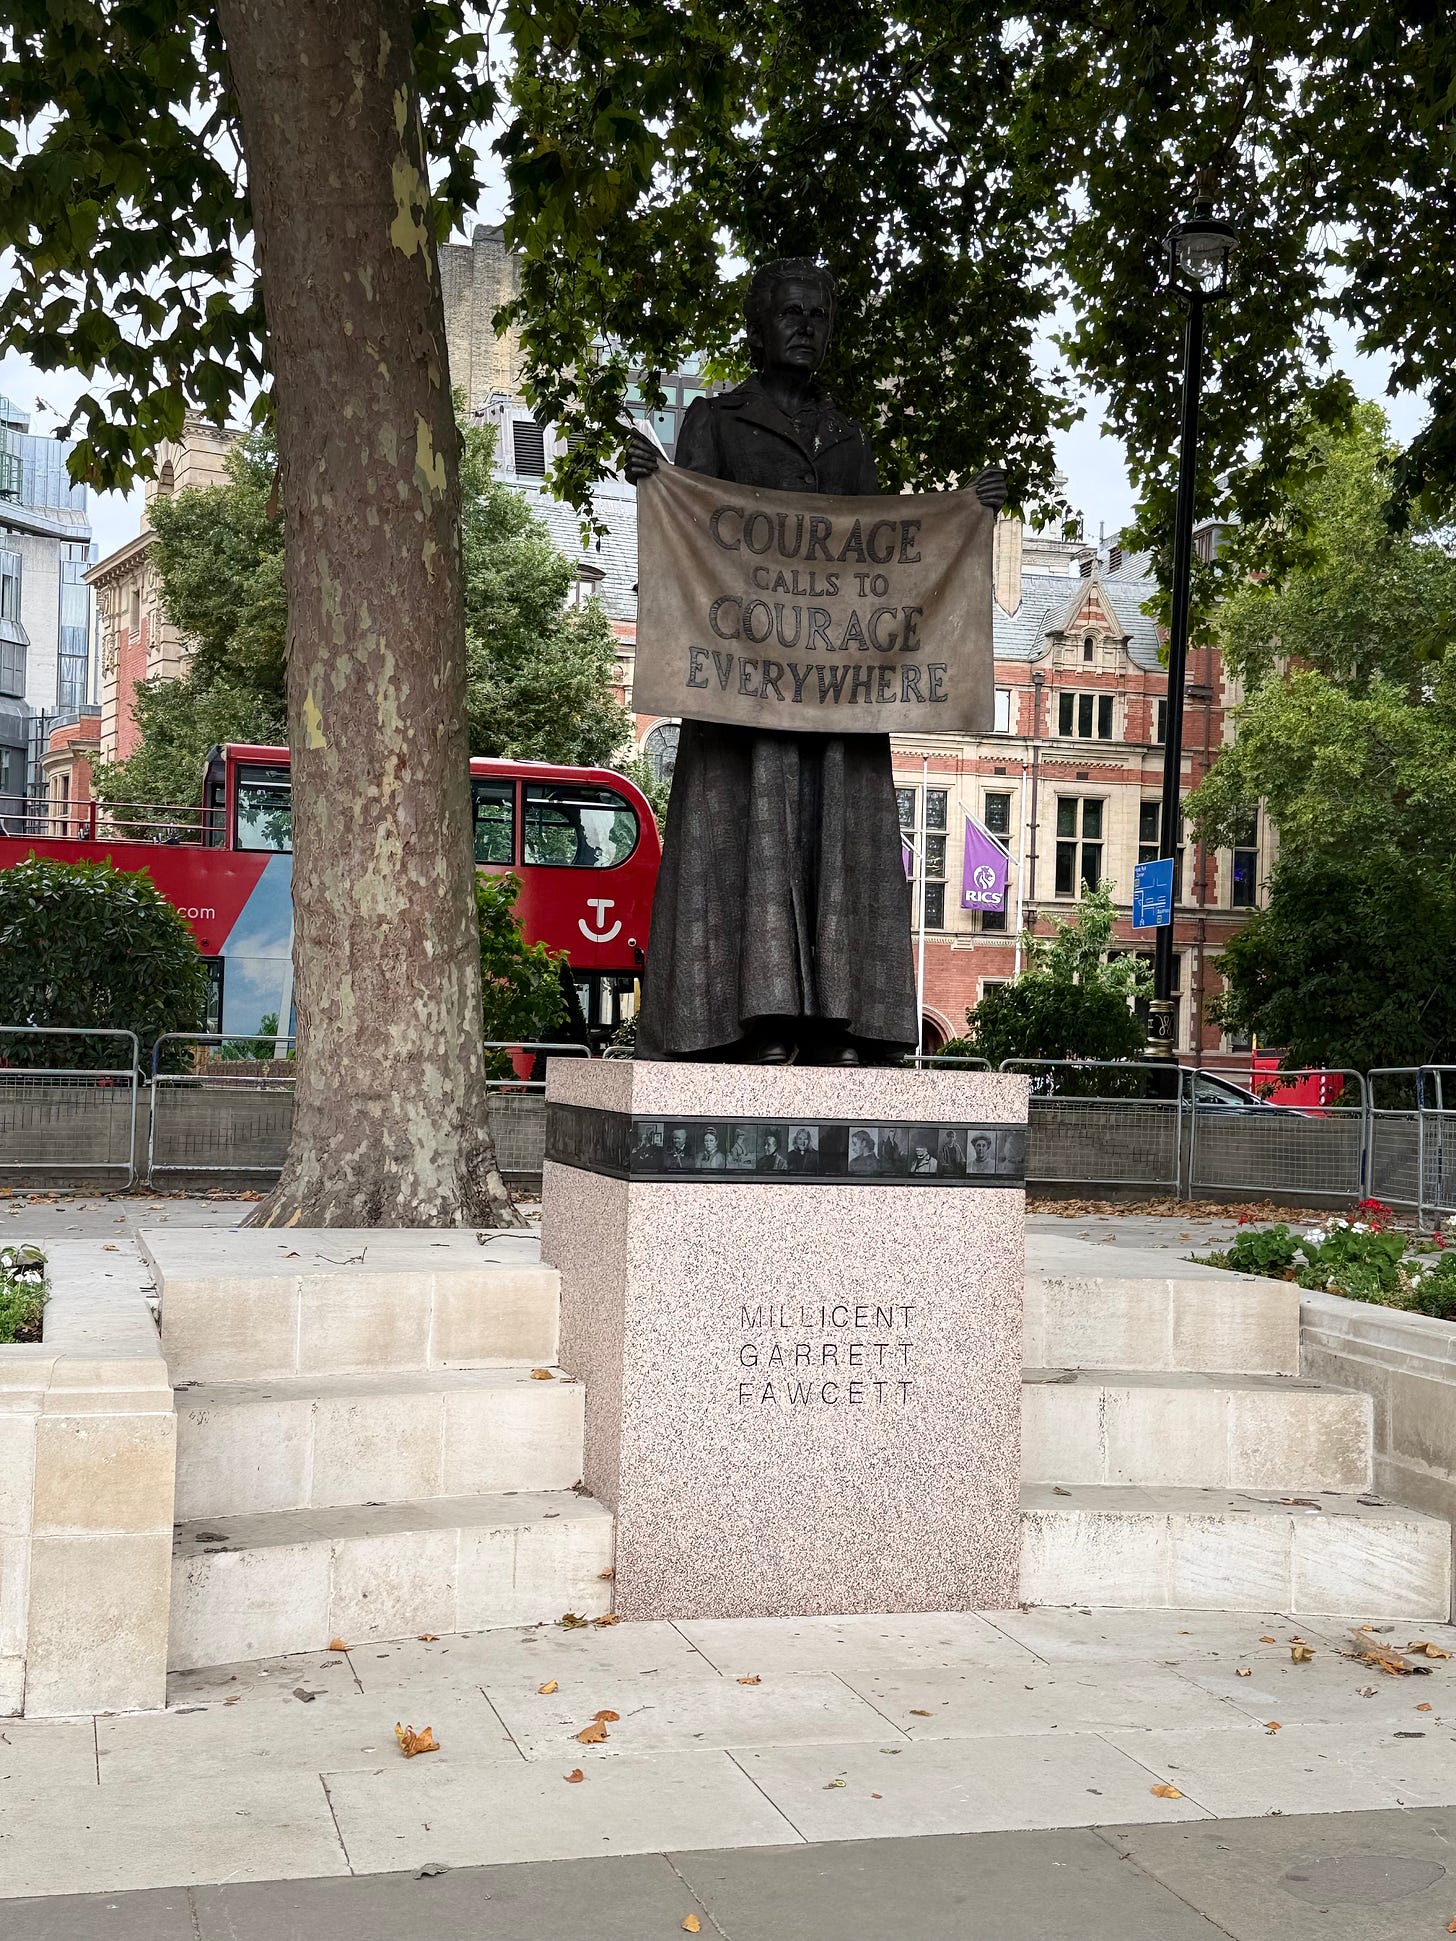 COURAGE
CALLS TO
COURAGE
EVERYWHERE
.com
RICS
MILLICENT
GARRETT
FAWCETT